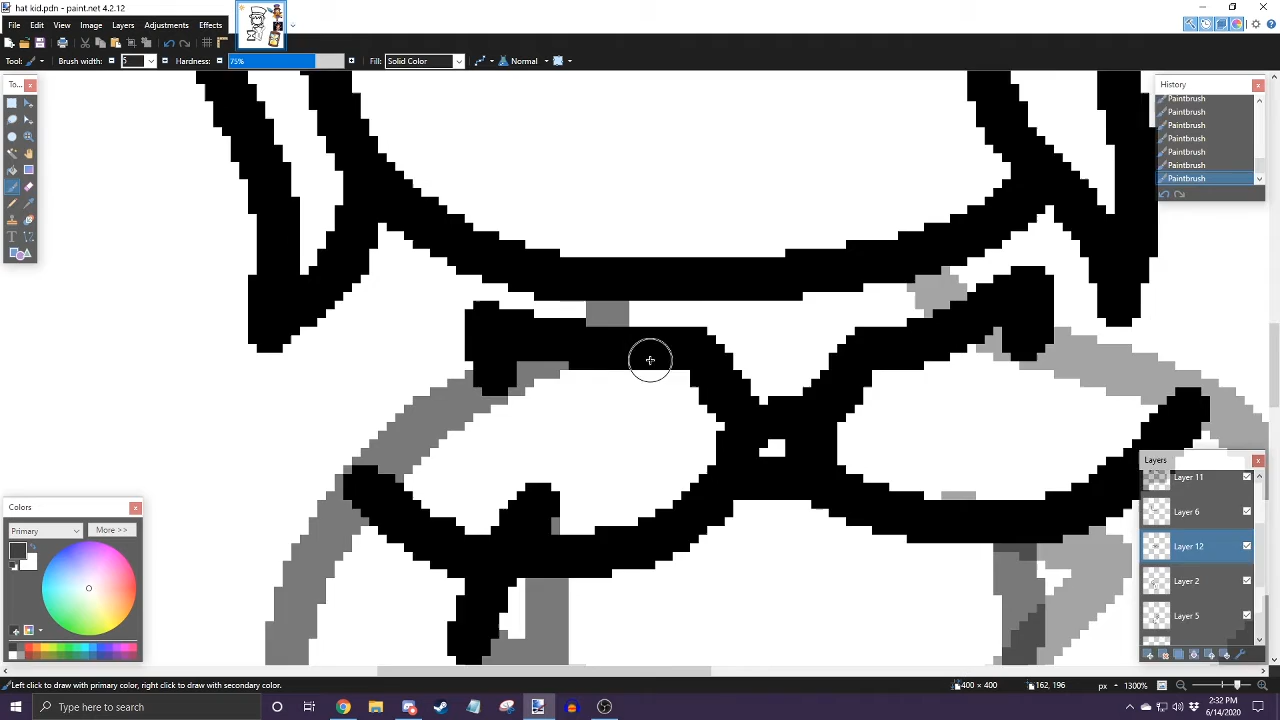 hat kid.pdn - paint.net 4.2.12
File Edit View Image Layers Adjustments Effects
Tool: Brush width: 5 Hardness: 75% Fill: Solid Color Normal
To...
History
Paintbrush
Paintbrush
Paintbrush
Paintbrush
Paintbrush
Paintbrush
Paintbrush
Colors
Primary More >>
Layers
Layer 11
Layer 6
Layer 12
Layer 2
Layer 5
Left click to draw with primary color, right click to draw with secondary color. 400 × 400 162, 196 px 1300%
Type here to search
2:32 PM
6/14/2020